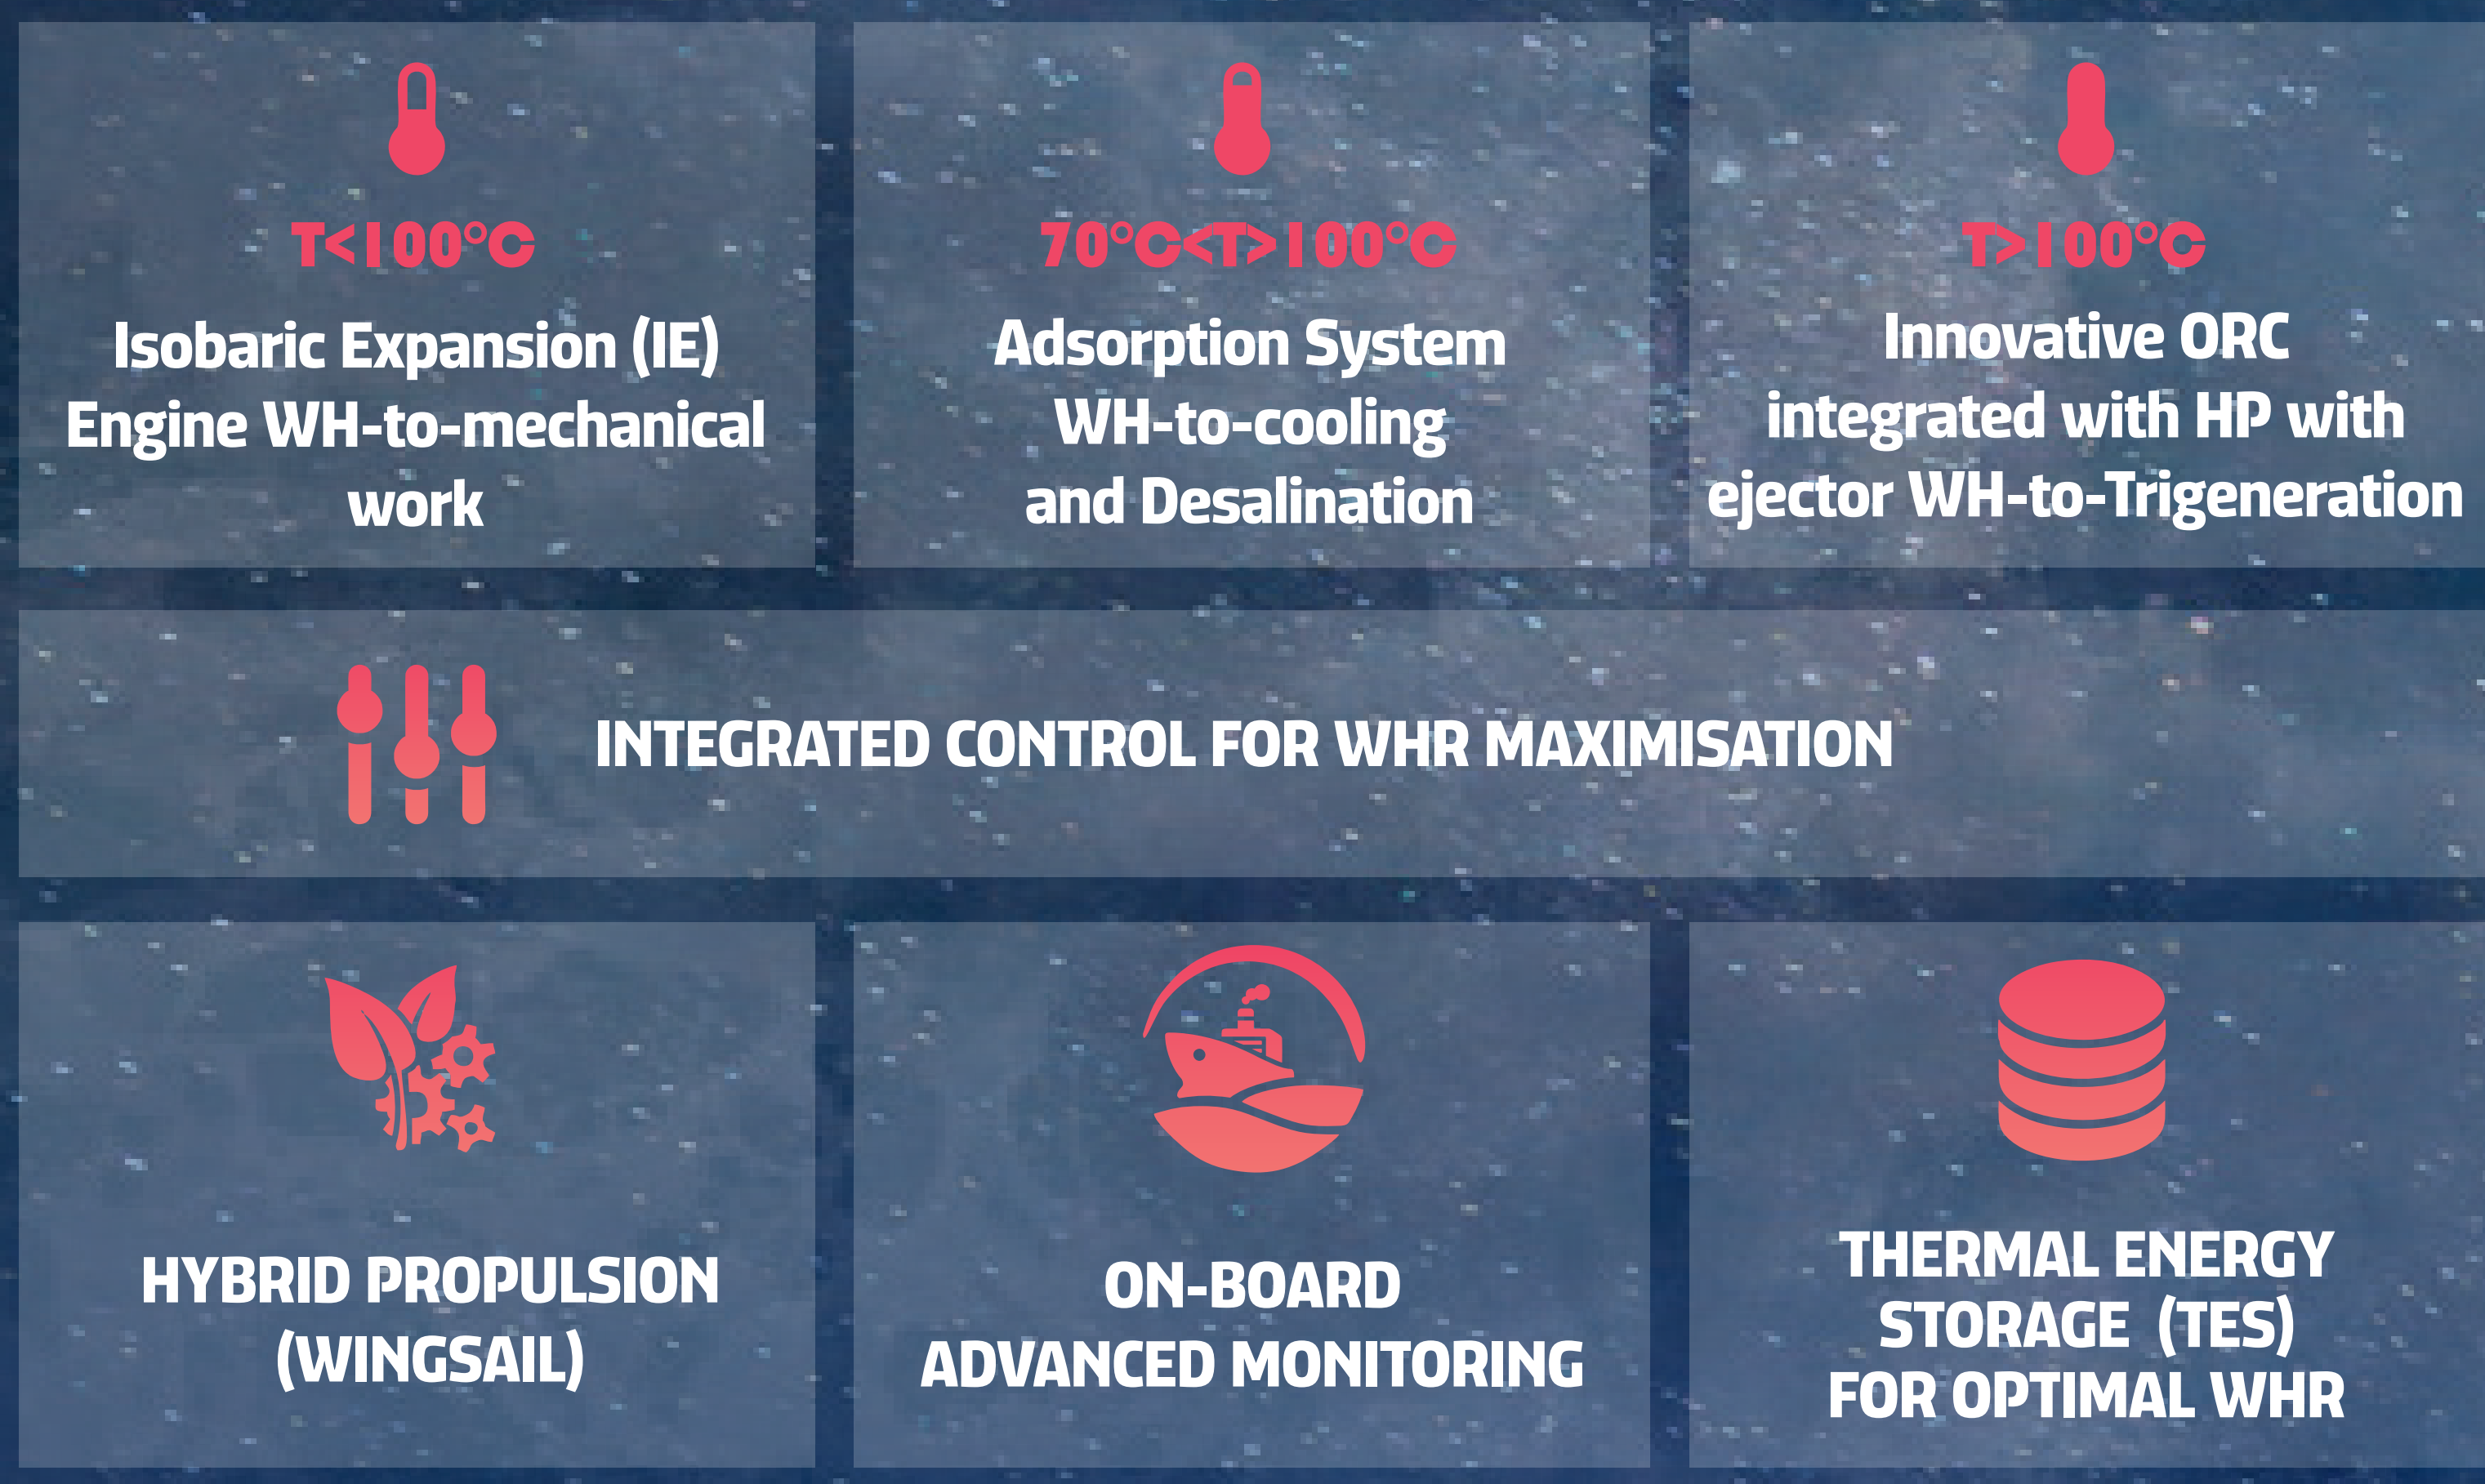 T<100°C
Isobaric Expansion (IE)
Engine WH-to-mechanical
work
70°C<T>100°C
Adsorption System
WH-to-cooling
and Desalination
T>100°C
Innovative ORC
integrated with HP with
ejector WH-to-Trigeneration
INTEGRATED CONTROL FOR WHR MAXIMISATION
HYBRID PROPULSION
(WINGSAIL)
ON-BOARD
ADVANCED MONITORING
THERMAL ENERGY
STORAGE (TES)
FOR OPTIMAL WHR